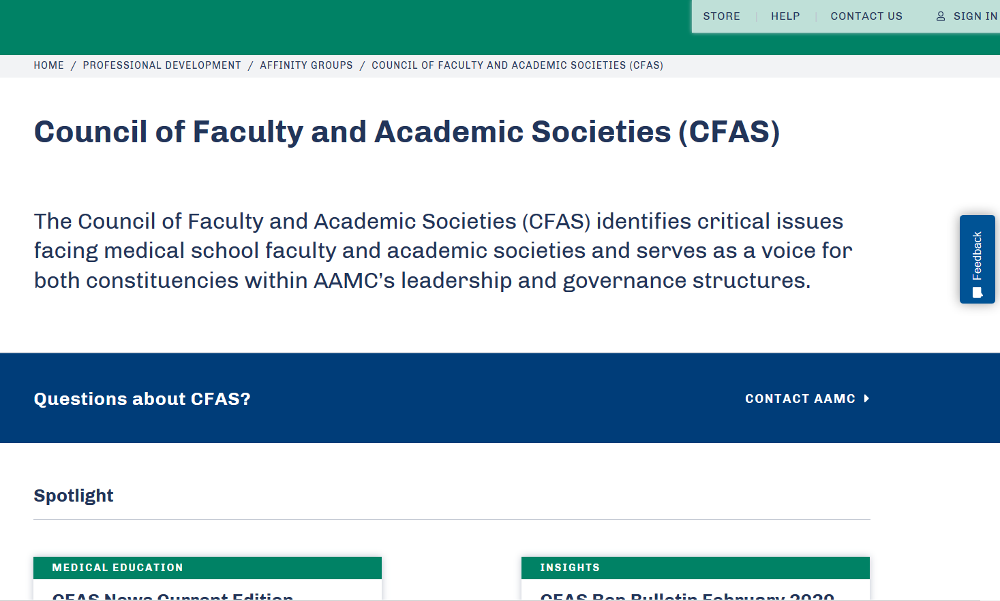 STORE | HELP | CONTACT US SIGN IN
HOME / PROFESSIONAL DEVELOPMENT / AFFINITY GROUPS / COUNCIL OF FACULTY AND ACADEMIC SOCIETIES (CFAS)
Council of Faculty and Academic Societies (CFAS)
The Council of Faculty and Academic Societies (CFAS) identifies critical issues
facing medical school faculty and academic societies and serves as a voice for
both constituencies within AAMC’s leadership and governance structures.
Feedback
Questions about CFAS?
CONTACT AAMC
Spotlight
MEDICAL EDUCATION
CFAS News Current Edition
INSIGHTS
CFAS Rep Bulletin February 2020